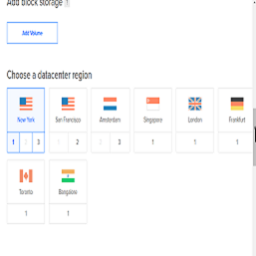 Add block storage
Add Volume
Choose a datacenter region
New York San Francisco Amsterdam Singapore London Frankfurt
1 2 3 1 2 2 3 1 1 1
Toronto Bangalore
1 1